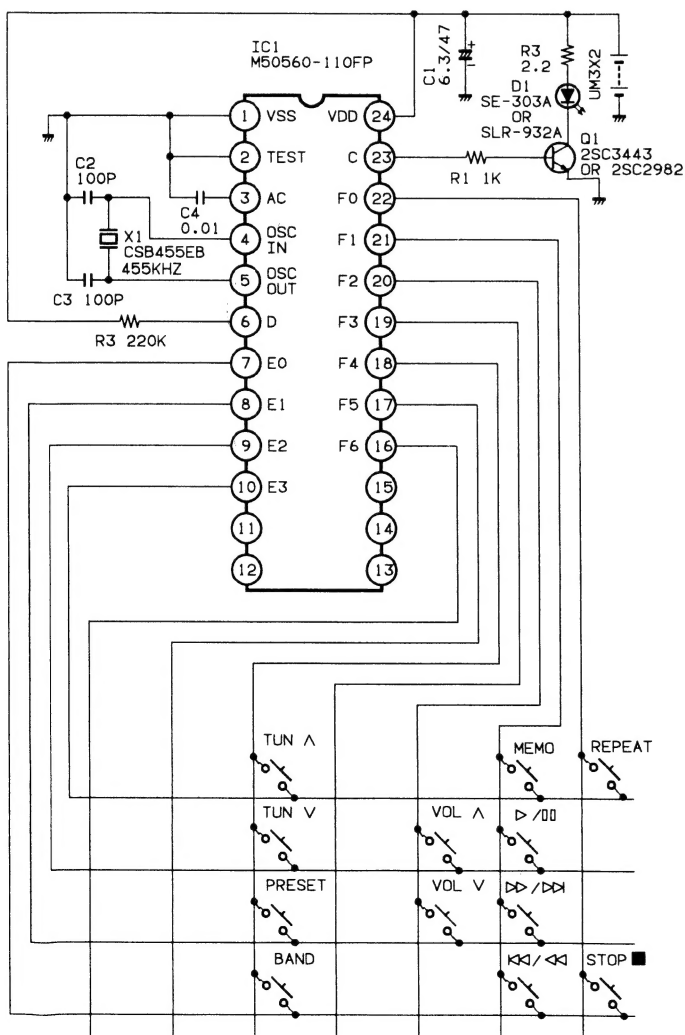 IC1
M50560-110FP
C1
6.3/47
+
-
R3
2.2
D1
SE-303A
OR
SLR-932A
UM3X2
Q1
2SC3443
OR 2SC2982
R1 1K
C2
100P
X1
CSB455EB
455KHZ
C3 100P
C4
0.01
R3 220K
1 VSS
2 TEST
3 AC
4 OSC IN
5 OSC OUT
6 D
7 E0
8 E1
9 E2
10 E3
11
12
VDD 24
C 23
F0 22
F1 21
F2 20
F3 19
F4 18
F5 17
F6 16
15
14
13
TUN ∧
MEMO
REPEAT
TUN ∨
VOL ∧
▷/▯▯
PRESET
VOL ∨
▷▷/▷▷|
BAND
|◁◁/◁◁
STOP ■